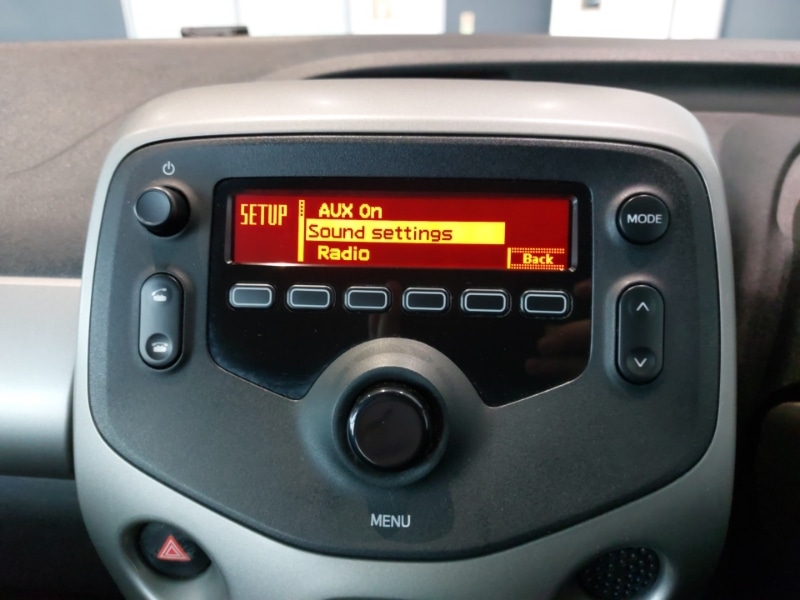 SETUP
AUX On
Sound settings
Radio
Back
MODE
MENU